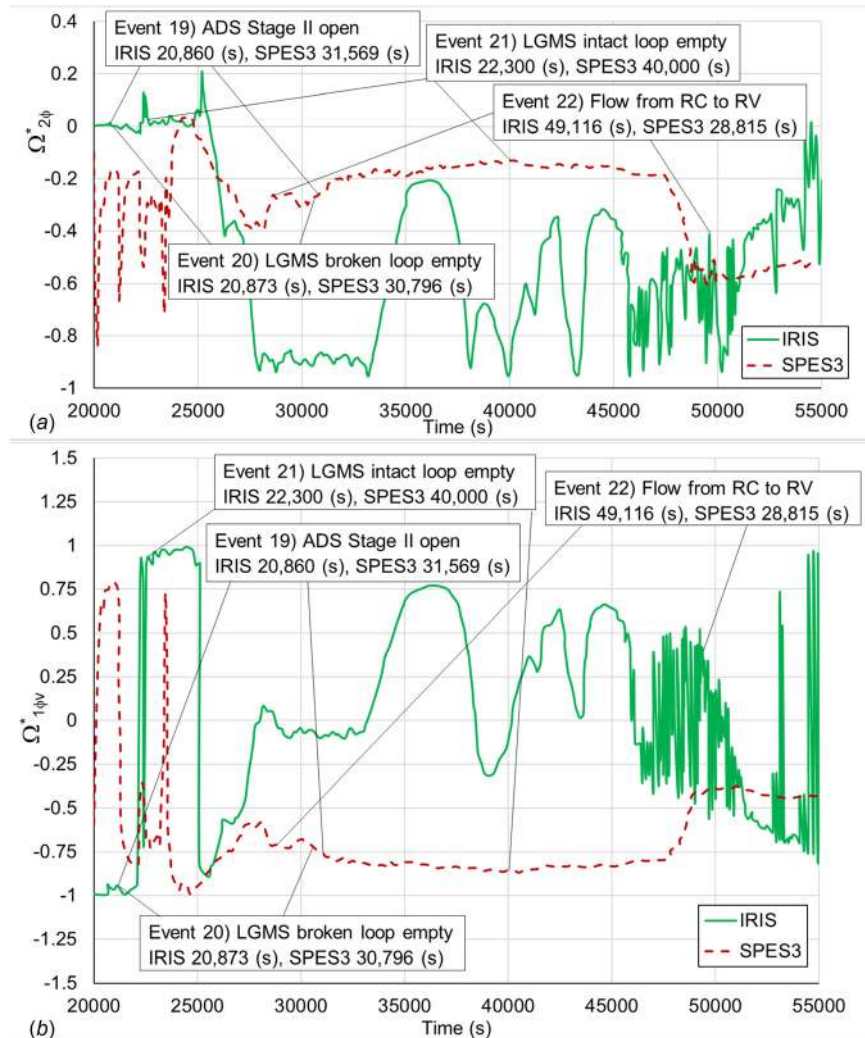 0.4
Event 19) ADS Stage II open
IRIS 20,860 (s), SPES3 31,569 (s)
Event 21) LGMS intact loop empty
IRIS 22,300 (s), SPES3 40,000 (s)
0.2
Event 22) Flow from RC to RV
IRIS 49,116 (s), SPES3 28,815 (s)
0
Ω*2ϕ
-0.2
-0.4
Event 20) LGMS broken loop empty
IRIS 20,873 (s), SPES3 30,796 (s)
-0.6
-0.8
IRIS
SPES3
-1
20000 25000 30000 35000 40000 45000 50000 55000
(a) Time (s)
1.5
Event 21) LGMS intact loop empty
IRIS 22,300 (s), SPES3 40,000 (s)
Event 22) Flow from RC to RV
IRIS 49,116 (s), SPES3 28,815 (s)
1.25
1
Event 19) ADS Stage II open
IRIS 20,860 (s), SPES3 31,569 (s)
0.75
0.5
0.25
0
Ω*1ϕv
-0.25
-0.5
-0.75
-1
Event 20) LGMS broken loop empty
IRIS 20,873 (s), SPES3 30,796 (s)
IRIS
SPES3
-1.25
-1.5
20000 25000 30000 35000 40000 45000 50000 55000
(b) Time (s)